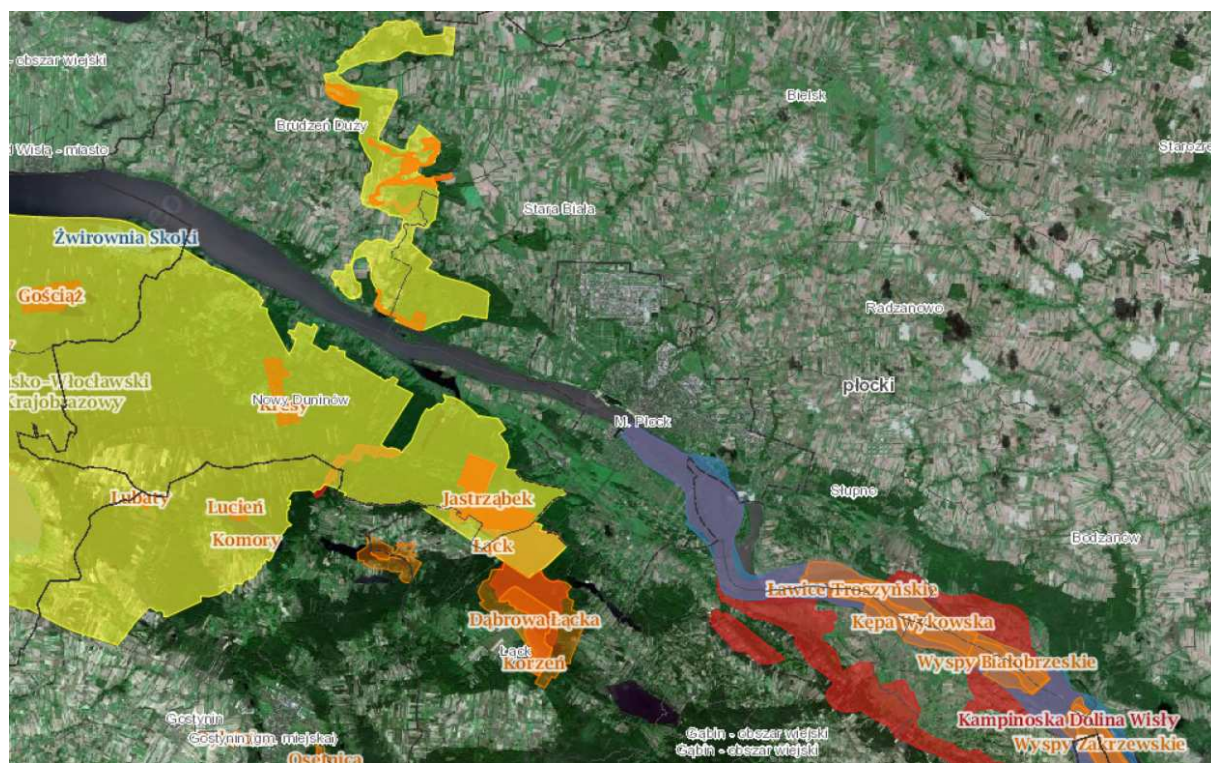 - obszar wiejski
Bielsk
Brudzeń Duży
Wisłą - miasto
Staroźre
Stara Biała
Żwirownia Skoki
Gościąż
Radzanowo
sko-Włocławski
Krajobrazowy
płocki
Nowy Duninów
Kresy
M. Płock
Lubaty
Lucień
Jastrząbek
Słupno
Komory
Łąck
Bodzanów
Ławice Troszyńskie
Dąbrowa Łącka
Kępa Wykowska
Łąck
Korzeń
Wyspy Białobrzeskie
Gostynin
Gostynin (gm. miejska)
Kampinoska Dolina Wisły
Gąbin - obszar wiejski
Gąbin - obszar wiejski
Wyspy Zakrzewskie
Osetnica